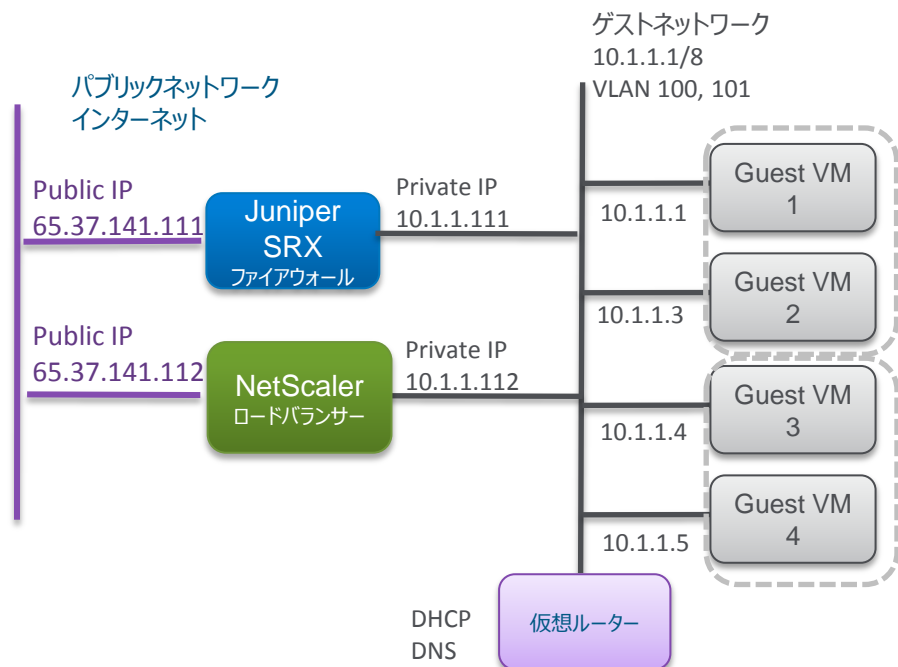 ゲストネットワーク
10.1.1.1/8
VLAN 100, 101
パブリックネットワーク
インターネット
Public IP
65.37.141.111
Juniper
SRX
ファイアウォール
Private IP
10.1.1.111
Public IP
65.37.141.112
NetScaler
ロードバランサー
Private IP
10.1.1.112
10.1.1.1
Guest VM
1
10.1.1.3
Guest VM
2
10.1.1.4
Guest VM
3
10.1.1.5
Guest VM
4
DHCP
DNS
仮想ルーター